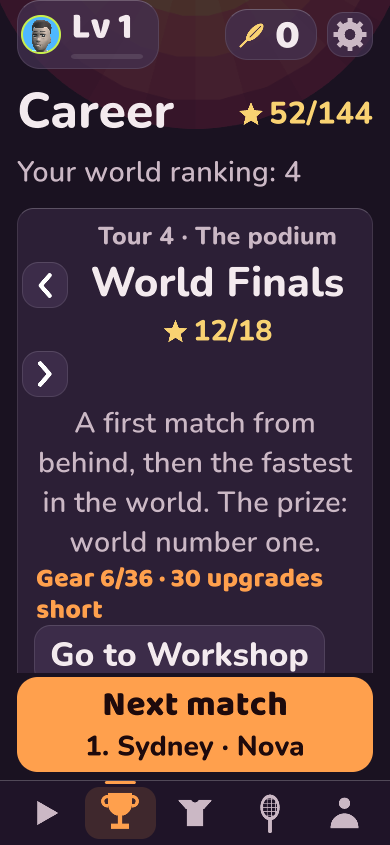 Lv 1
0
Career
52/144
Your world ranking: 4
Tour 4 · The podium
World Finals
12/18
A first match from
behind, then the fastest
in the world. The prize:
world number one.
Gear 6/36 · 30 upgrades
short
Go to Workshop
Next match
1. Sydney · Nova